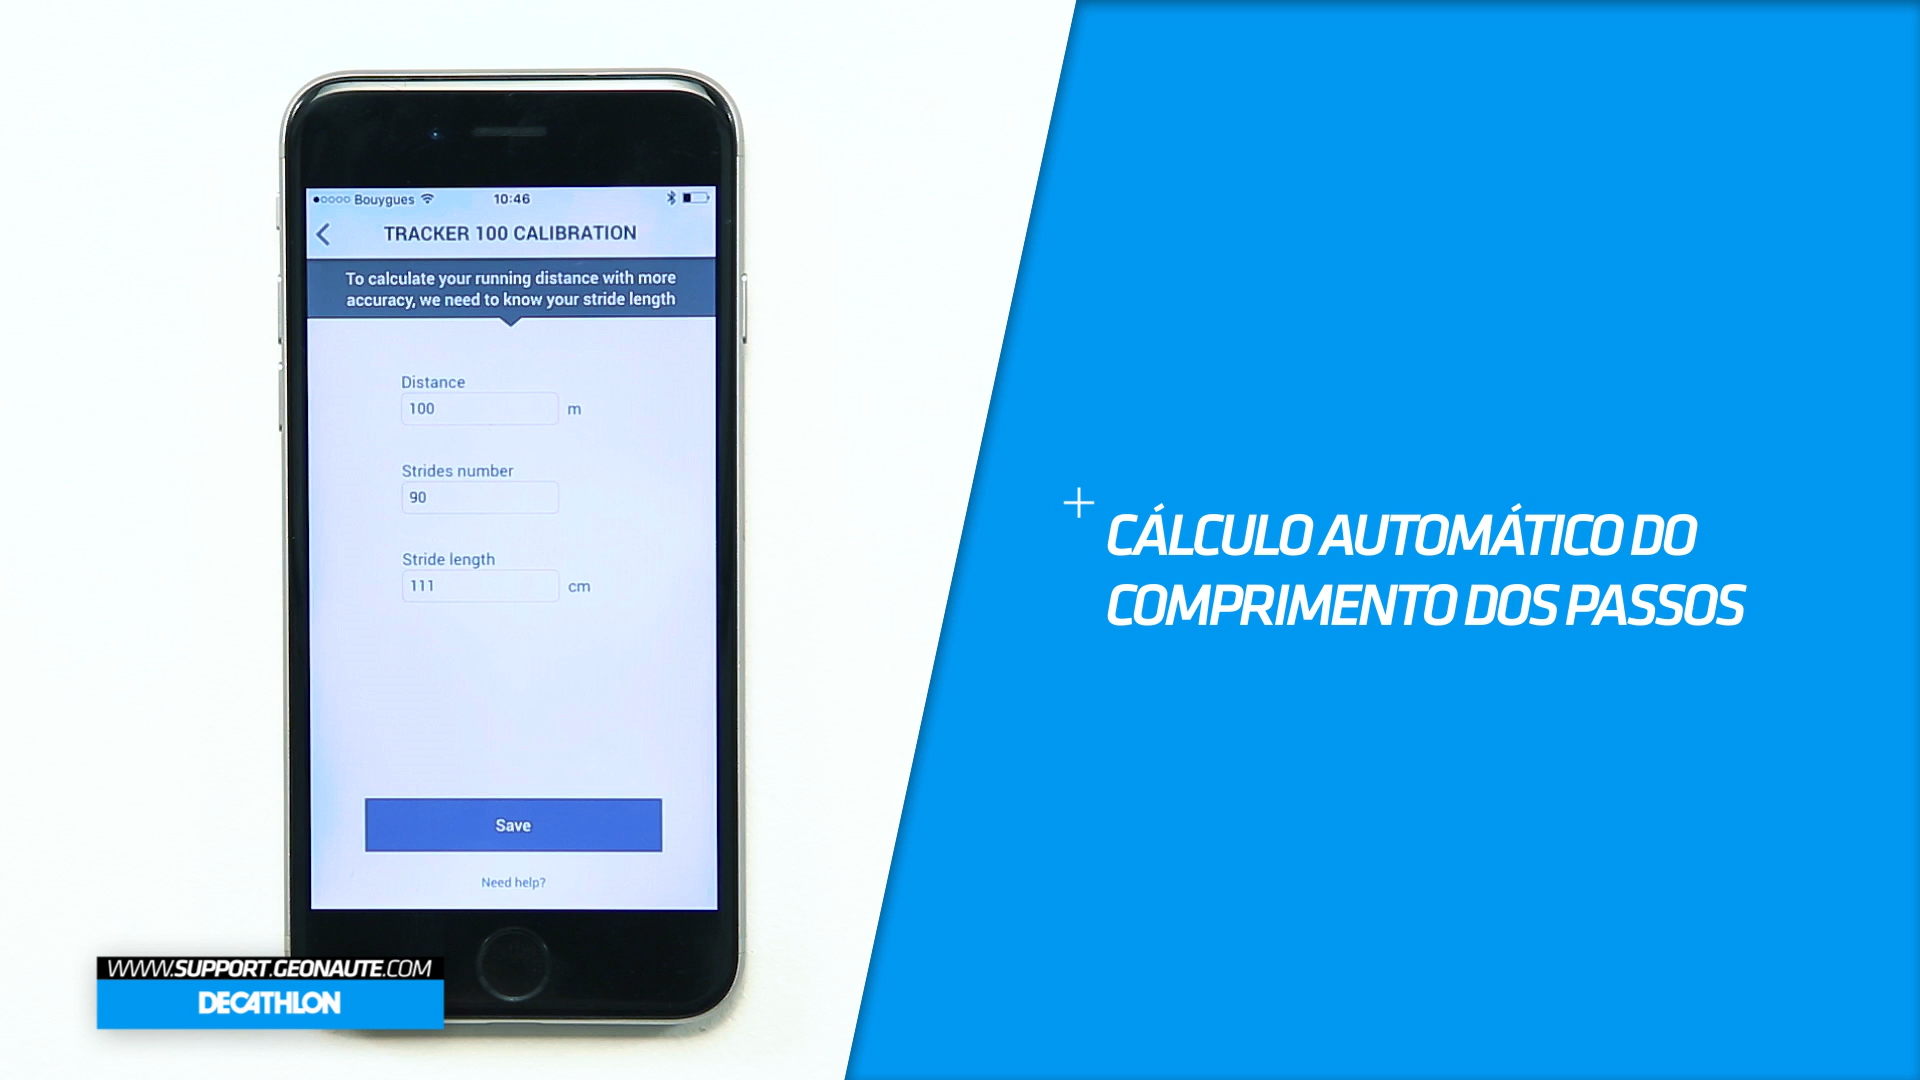 Bouygues 10:46
TRACKER 100 CALIBRATION
To calculate your running distance with more
accuracy, we need to know your stride length
Distance
100 m
Strides number
90
Stride length
111 cm
Save
Need help?
WWW.SUPPORT.GEONAUTE.COM
DECATHLON
CÁLCULO AUTOMÁTICO DO
COMPRIMENTO DOS PASSOS